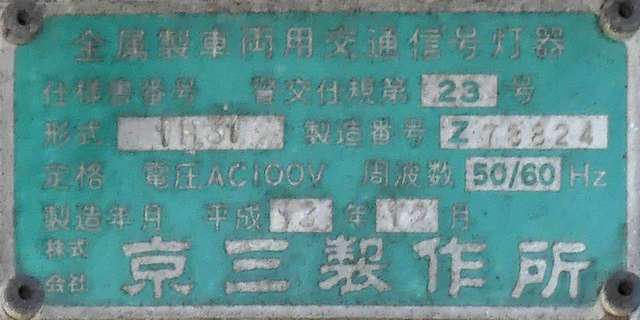 金属製車両用交通信号灯器
仕様書番号 警交仕規第 23 号
形式 製造番号 Z 76824
定格 電圧AC100V 周波数 50/60 Hz
製造年月 平成 年 月
株式会社 京三製作所